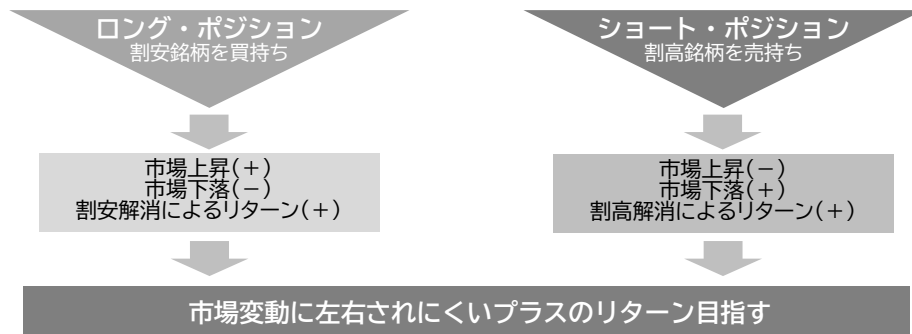 ロング・ポジション
割安銘柄を買持ち
市場上昇(+)
市場下落(-)
割安解消によるリターン(+)
ショート・ポジション
割高銘柄を売持ち
市場上昇(-)
市場下落(+)
割高解消によるリターン(+)
市場変動に左右されにくいプラスのリターン目指す